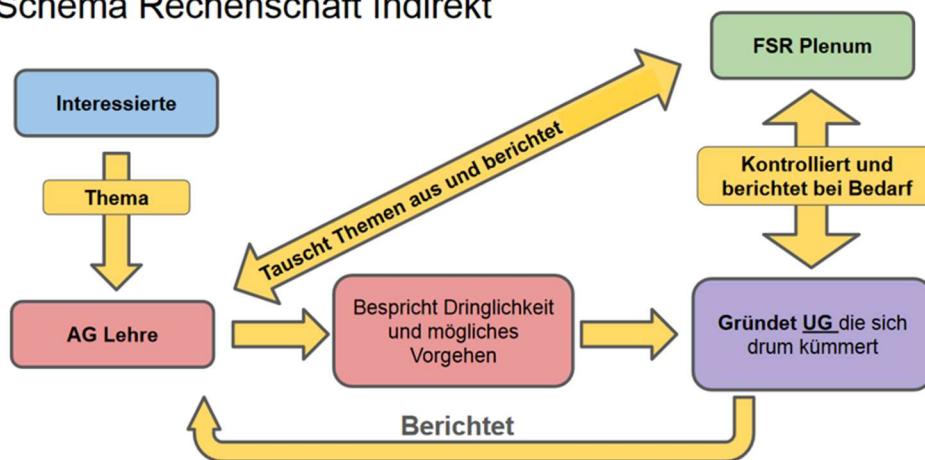 Schema Rechenschaft Indirekt
FSR Plenum
Interessierte
Tauscht Themen aus und berichtet
Kontrolliert und
berichtet bei Bedarf
Thema
AG Lehre
Bespricht Dringlichkeit
und mögliches
Vorgehen
Gründet UG die sich
drum kümmert
Berichtet